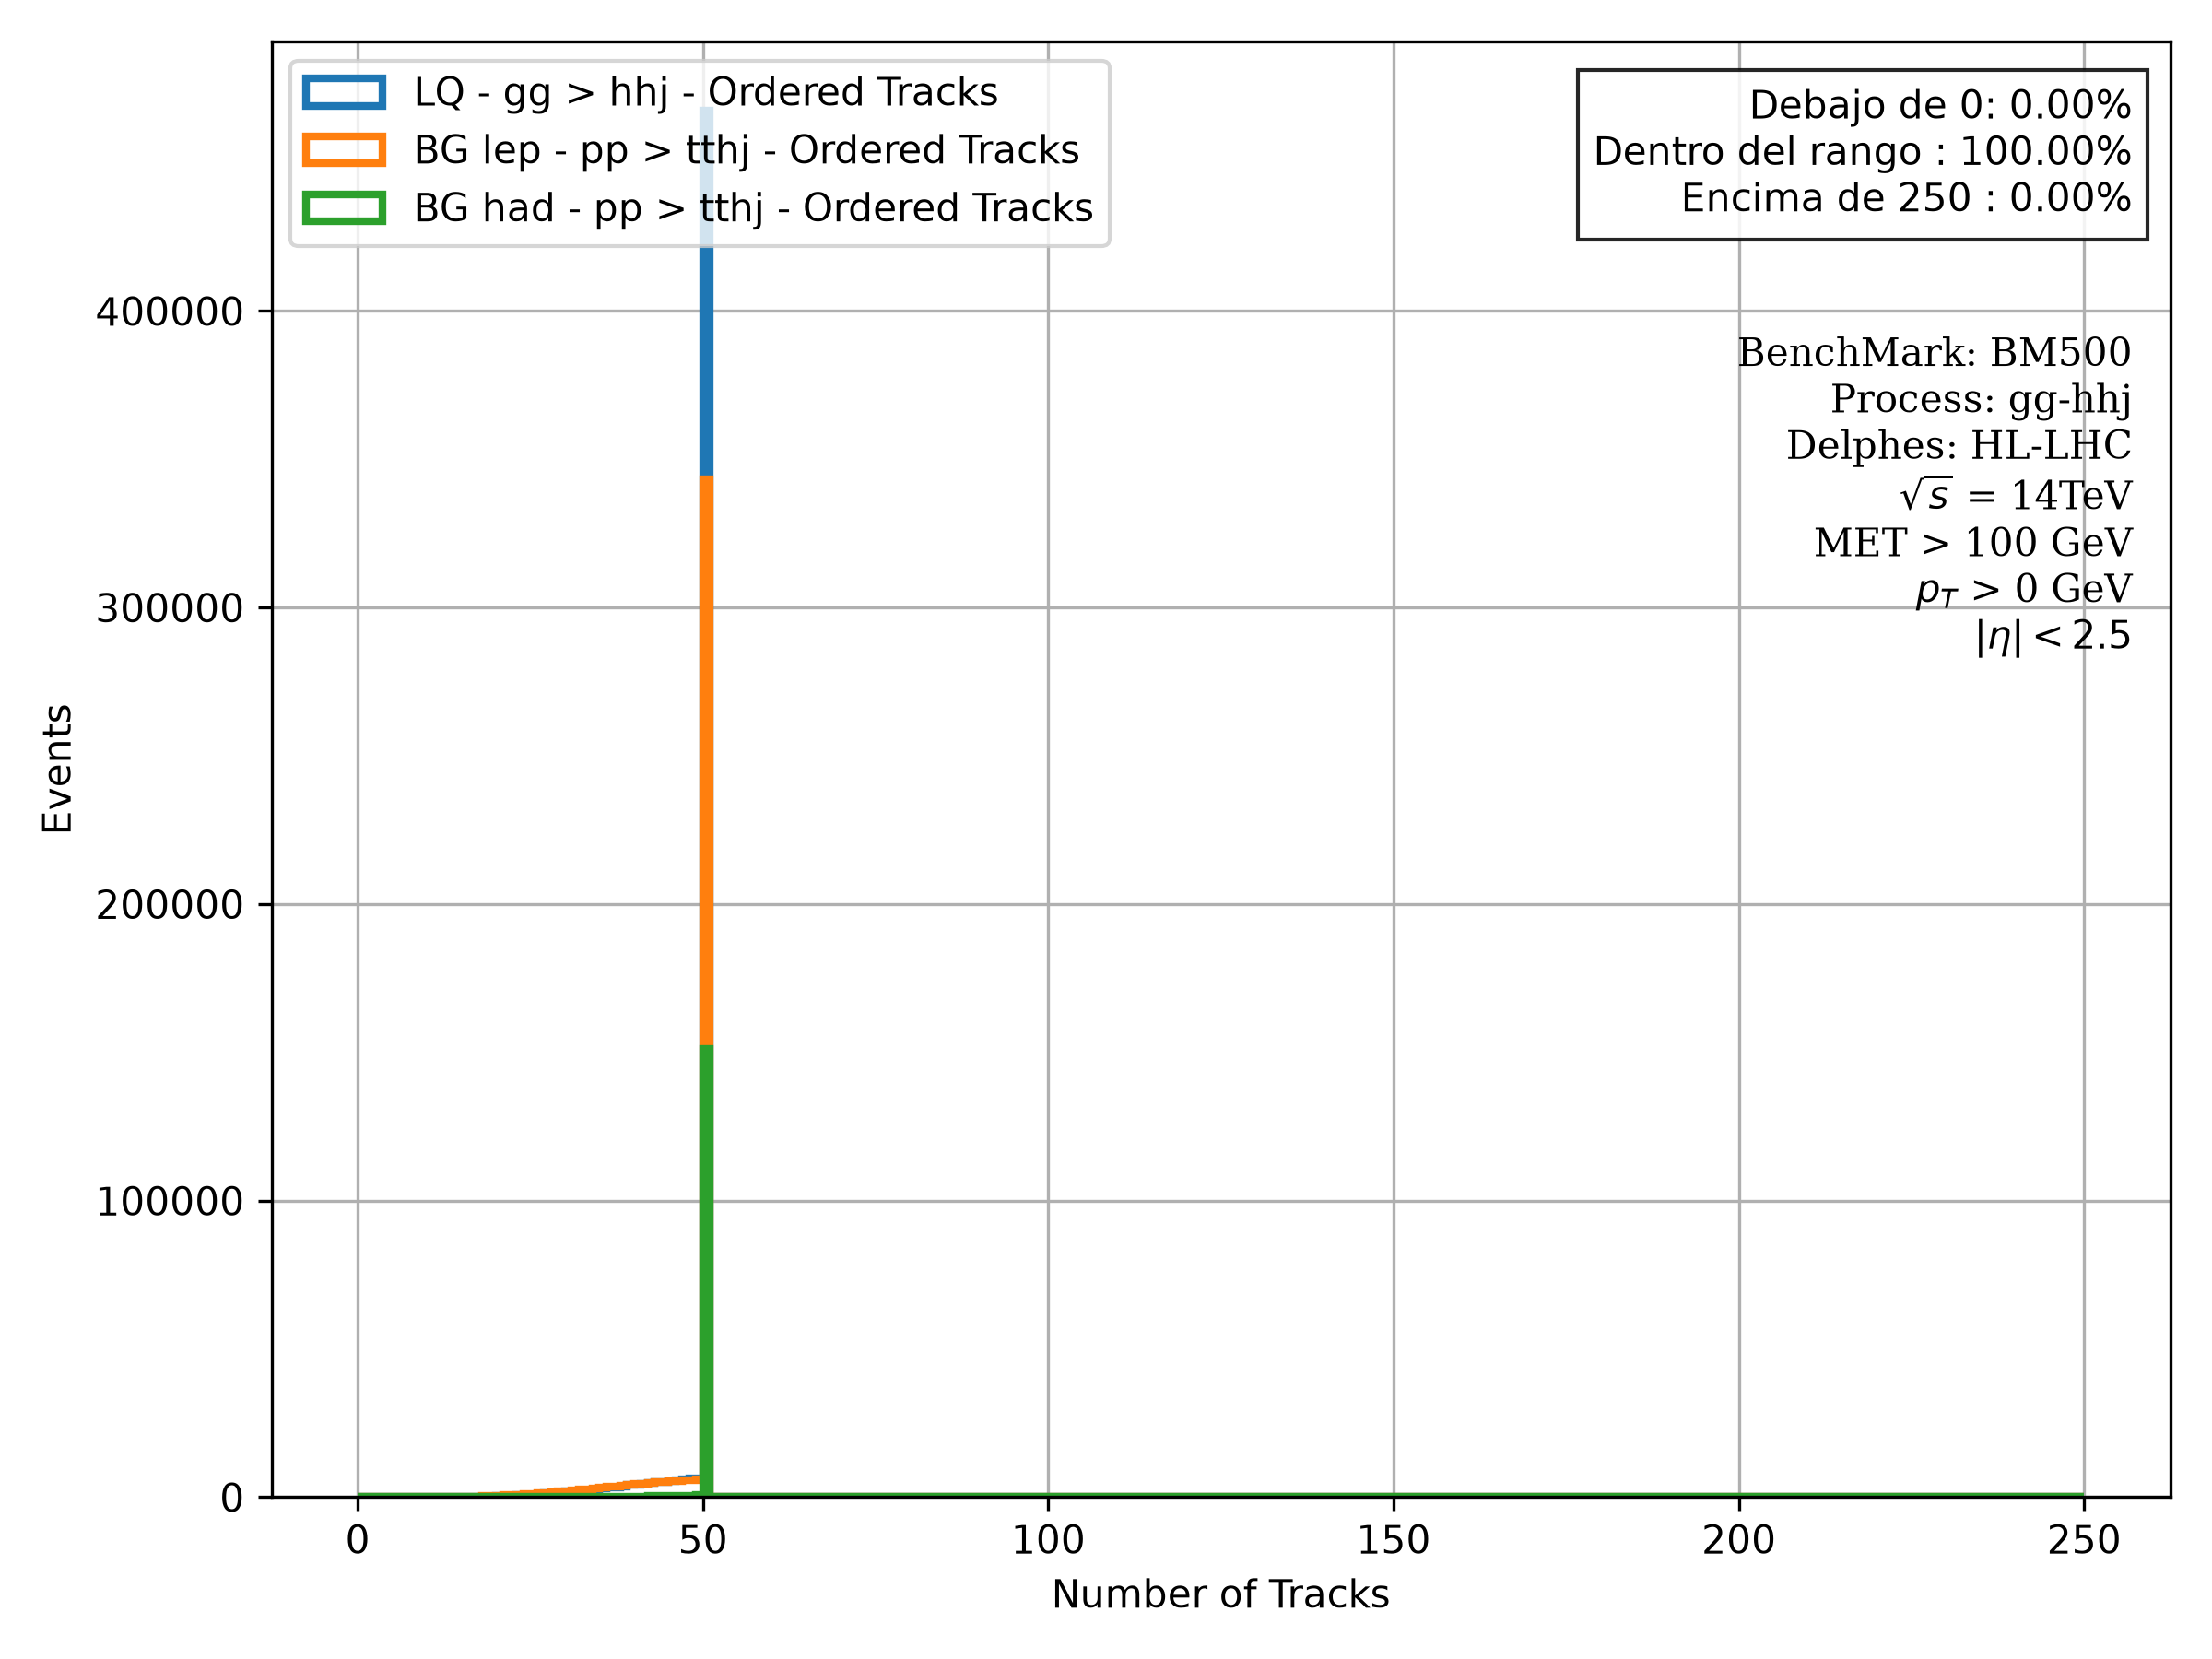 LQ - gg > hhj - Ordered Tracks
BG lep - pp > tthj - Ordered Tracks
BG had - pp > tthj - Ordered Tracks
Debajo de 0: 0.00%
Dentro del rango : 100.00%
Encima de 250 : 0.00%
BenchMark: BM500
Process: gg-hhj
Delphes: HL-LHC
√s = 14TeV
MET > 100 GeV
p_T > 0 GeV
|η| < 2.5
400000
300000
200000
100000
0
Events
0 50 100 150 200 250
Number of Tracks